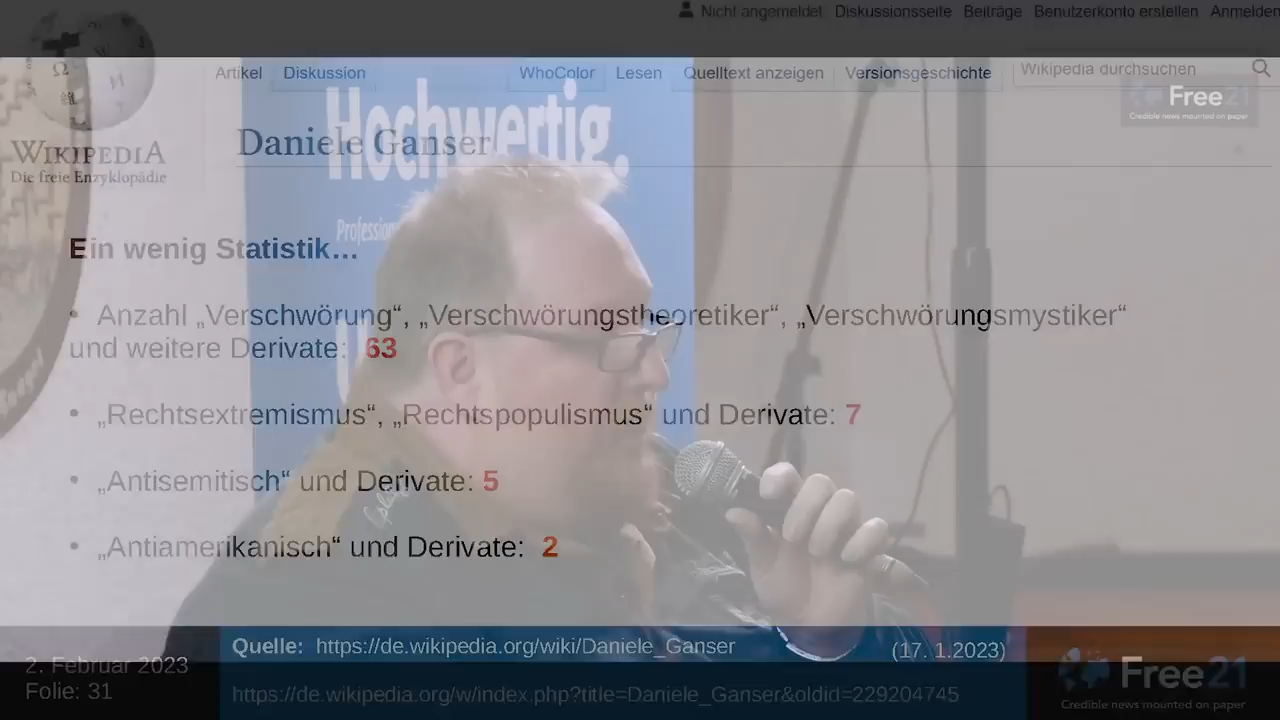 Nicht angemeldet Diskussionsseite Beiträge Benutzerkonto erstellen Anmelden
Artikel Diskussion WhoColor Lesen Quelltext anzeigen Versionsgeschichte Wikipedia durchsuchen
Free21
Credible news mounted on paper
Hochwertig.
WIKIPEDIA
Die freie Enzyklopädie
Daniele Ganser
Ein wenig Statistik…
• Anzahl „Verschwörung“, „Verschwörungstheoretiker“, „Verschwörungsmystiker“
und weitere Derivate: 63
• „Rechtsextremismus“, „Rechtspopulismus“ und Derivate: 7
• „Antisemitisch“ und Derivate: 5
• „Antiamerikanisch“ und Derivate: 2
Quelle: https://de.wikipedia.org/wiki/Daniele_Ganser (17. 1.2023)
https://de.wikipedia.org/w/index.php?title=Daniele_Ganser&oldid=229204745
2. Februar 2023
Folie: 31
Free21
Credible news mounted on paper